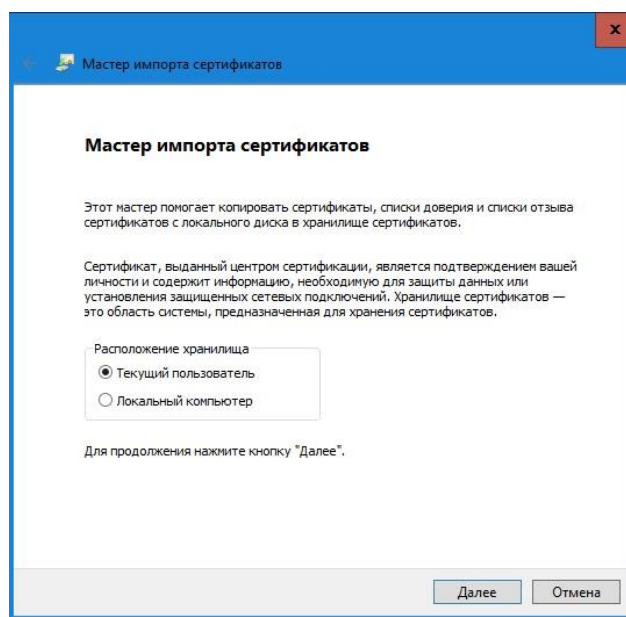 x
Мастер импорта сертификатов
Мастер импорта сертификатов
Этот мастер помогает копировать сертификаты, списки доверия и списки отзыва
сертификатов с локального диска в хранилище сертификатов.
Сертификат, выданный центром сертификации, является подтверждением вашей
личности и содержит информацию, необходимую для защиты данных или
установления защищенных сетевых подключений. Хранилище сертификатов —
это область системы, предназначенная для хранения сертификатов.
Расположение хранилища
Текущий пользователь
Локальный компьютер
Для продолжения нажмите кнопку "Далее".
Далее
Отмена